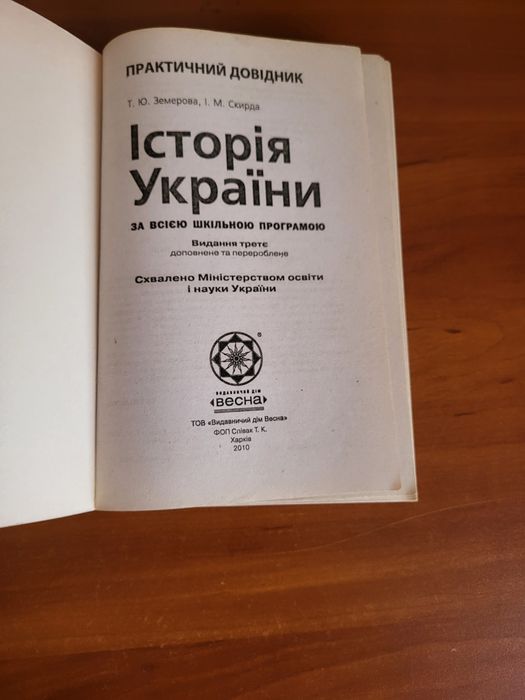 ПРАКТИЧНИЙ ДОВІДНИК
Т. Ю. Земерова, І. М. Скирда
Історія
України
ЗА ВСІЄЮ ШКІЛЬНОЮ ПРОГРАМОЮ
Видання третє
доповнене та перероблене
Схвалено Міністерством освіти
і науки України
®
ВИДАВНИЧИЙ ДІМ
«ВЕСНА»
ТОВ «Видавничий дім Весна»
ФОП Співак Т. К.
Харків
2010